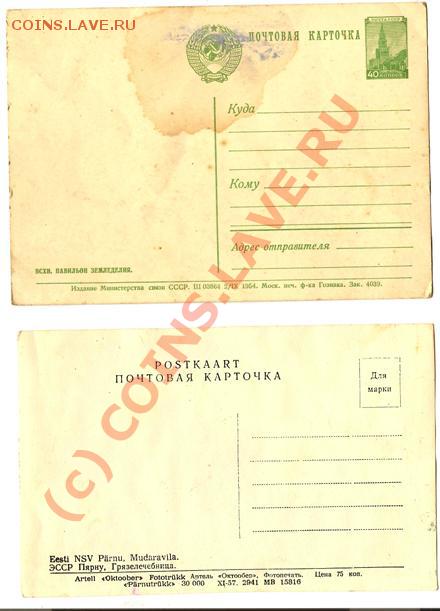 COINS.LAVE.RU
ПОЧТОВАЯ КАРТОЧКА
ПОЧТА СССР
40
КОПЕЕК
Куда
Кому
Адрес отправителя
ВСХВ. ПАВИЛЬОН ЗЕМЛЕДЕЛИЯ.
Издание Министерства связи СССР. Ш 03864 2/IX 1954. Моск. печ. ф-ка Гознака. Зак. 4039.
POSTKAART
ПОЧТОВАЯ КАРТОЧКА
Для
марки
Eesti NSV Pärnu, Mudaravila.
ЭССР Пярну, Грязелечебница.
Artell «Oktoober» Fototrükk Артель «Октообер», Фотопечать. Цена 75 коп.
«Pärnutrükk» 30 000 XI-57. 2941 MB 15816
(c) COINS.LAVE.RU